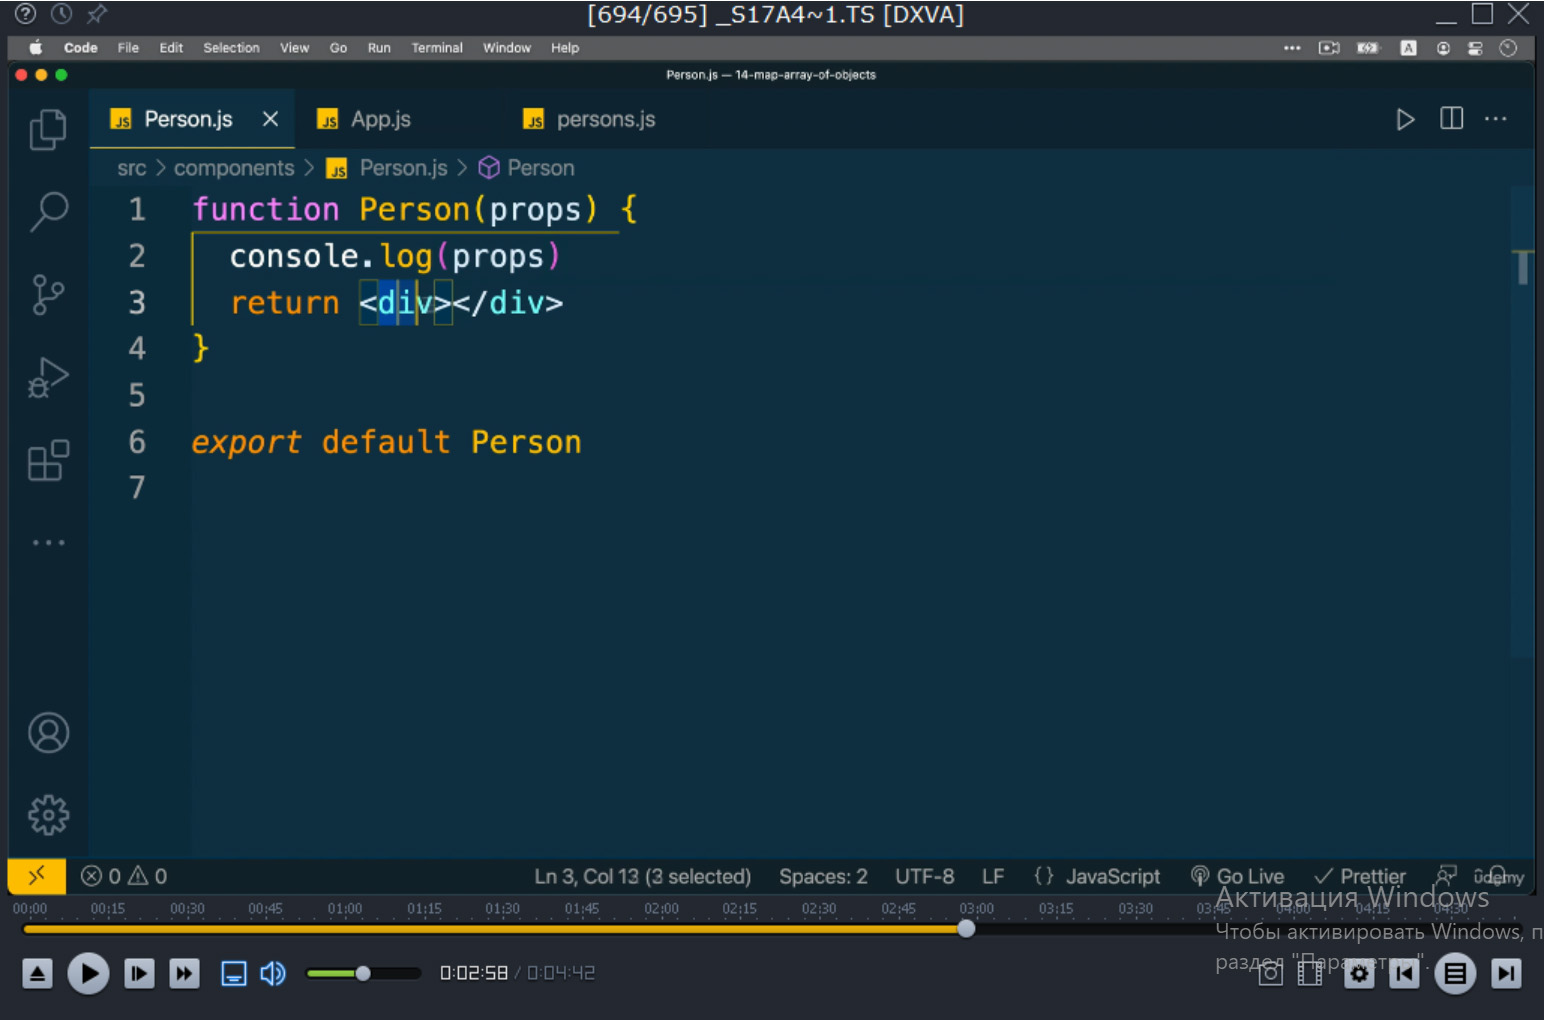 [694/695] _S17A4~1.TS [DXVA]
Code File Edit Selection View Go Run Terminal Window Help
A
Person.js — 14-map-array-of-objects
JS Person.js JS App.js JS persons.js
src > components > JS Person.js > Person
1 function Person(props) {
2 console.log(props)
3 return <div></div>
4 }
5
6 export default Person
7
0 0 Ln 3, Col 13 (3 selected) Spaces: 2 UTF-8 LF {} JavaScript Go Live Prettier ûdemy
00:00 00:15 00:30 00:45 01:00 01:15 01:30 01:45 02:00 02:15 02:30 02:45 03:00 03:15 03:30 03:45 04:00 04:15 04:30
Активация Windows
Чтобы активировать Windows, п
раздел "Параметры".
0:02:58 / 0:04:42